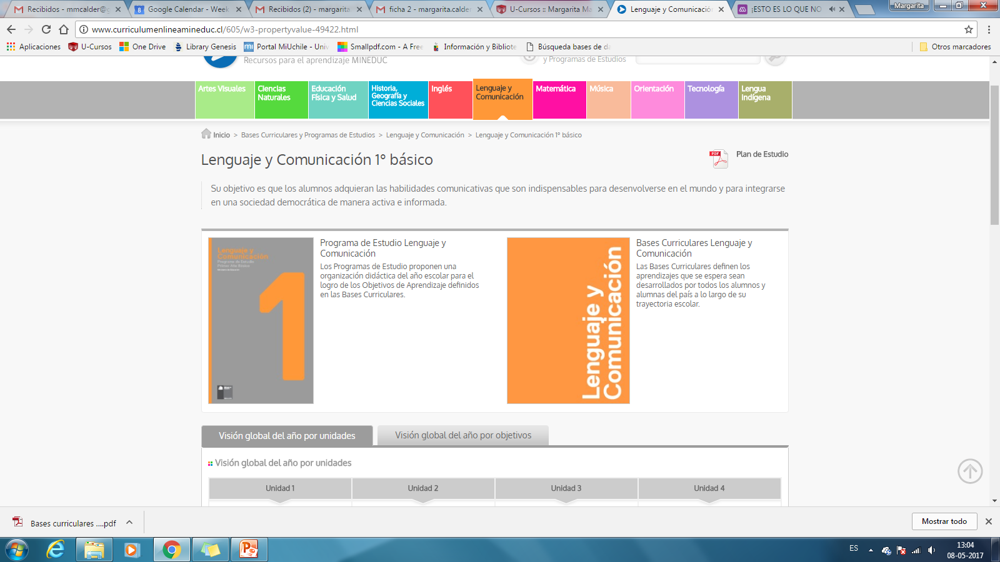 Recibidos - mmcalder@g
Google Calendar - Week
Recibidos (2) - margarita
ficha 2 - margarita.calder
U-Cursos :: Margarita Ma
Lenguaje y Comunicación
¡ESTO ES LO QUE NO
Margarita
www.curriculumenlineamineduc.cl/605/w3-propertyvalue-49422.html
Aplicaciones
U-Cursos
One Drive
Library Genesis
Portal MiUchile - Univ
Smallpdf.com - A Free
Información y Bibliote
Búsqueda bases de da
Otros marcadores
Recursos para el aprendizaje MINEDUC
y Programas de Estudios
Artes Visuales
Ciencias
Naturales
Educación
Física y Salud
Historia,
Geografía y
Ciencias Sociales
Inglés
Lenguaje y
Comunicación
Matemática
Música
Orientación
Tecnología
Lengua
Indígena
Inicio > Bases Curriculares y Programas de Estudios > Lenguaje y Comunicación > Lenguaje y Comunicación 1º básico
Lenguaje y Comunicación 1º básico
PDF
Plan de Estudio
Su objetivo es que los alumnos adquieran las habilidades comunicativas que son indispensables para desenvolverse en el mundo y para integrarse
en una sociedad democrática de manera activa e informada.
Lenguaje y
Comunicación
Programa de Estudio
Primer Año Básico
1
Programa de Estudio Lenguaje y
Comunicación
Los Programas de Estudio proponen una
organización didáctica del año escolar para el
logro de los Objetivos de Aprendizaje definidos
en las Bases Curriculares.
Lenguaje y
Comunicación
Bases Curriculares Lenguaje y
Comunicación
Las Bases Curriculares definen los
aprendizajes que se espera sean
desarrollados por todos los alumnos y
alumnas del país a lo largo de su
trayectoria escolar.
Visión global del año por unidades
Visión global del año por objetivos
Visión global del año por unidades
Unidad 1
Unidad 2
Unidad 3
Unidad 4
Bases curriculares ....pdf
Mostrar todo
ES
13:04
08-05-2017